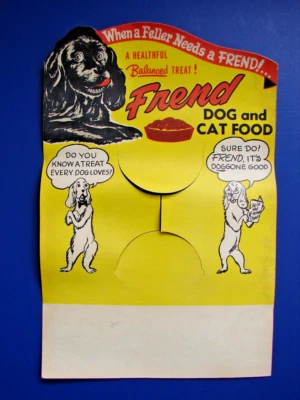 When a Feller Needs a FREND!...
A HEALTHFUL
Balanced TREAT!
Frend
DOG and
CAT FOOD
DO YOU
KNOW A TREAT
EVERY DOG LOVES?
SURE DO!
FREND, IT'S
DOGGONE GOOD